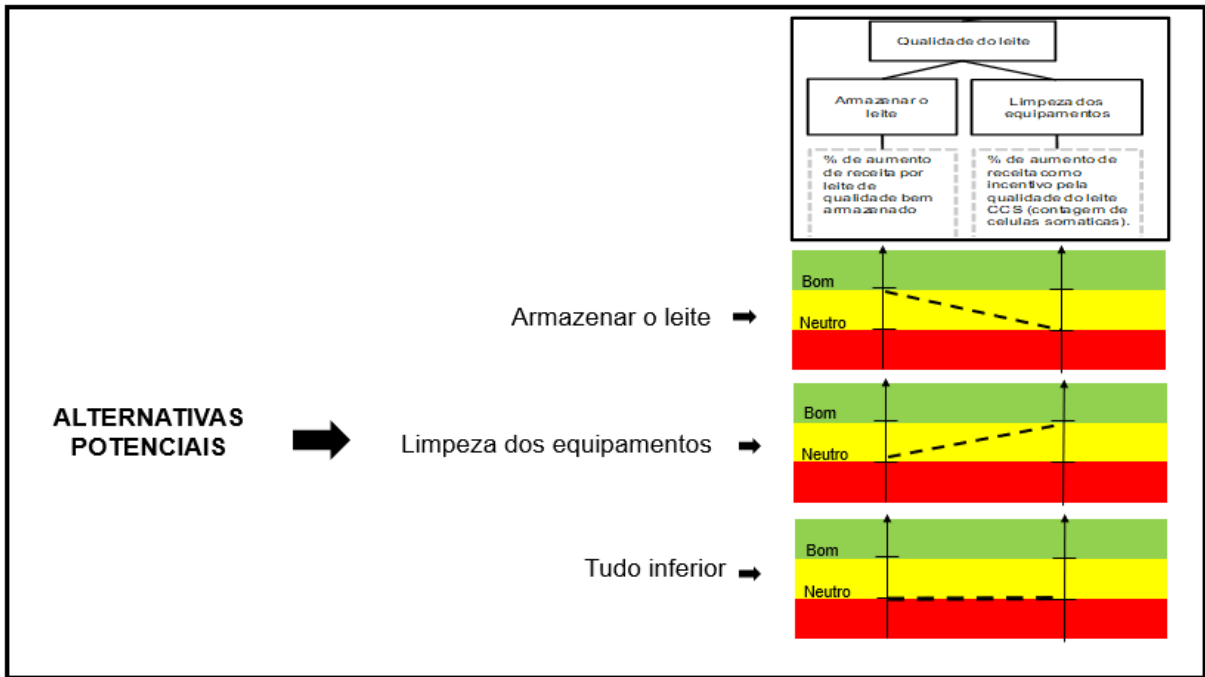 Qualidade do leite
Armazenar o
leite
Limpeza dos
equipamentos
% de aumento
de receita por
leite de
qualidade bem
armazenado
% de aumento de
receita como
incentivo pela
qualidade do leite
CCS (contagem de
celulas somaticas).
Armazenar o leite
Bom
Neutro
ALTERNATIVAS
POTENCIAIS
Limpeza dos equipamentos
Bom
Neutro
Tudo inferior
Bom
Neutro